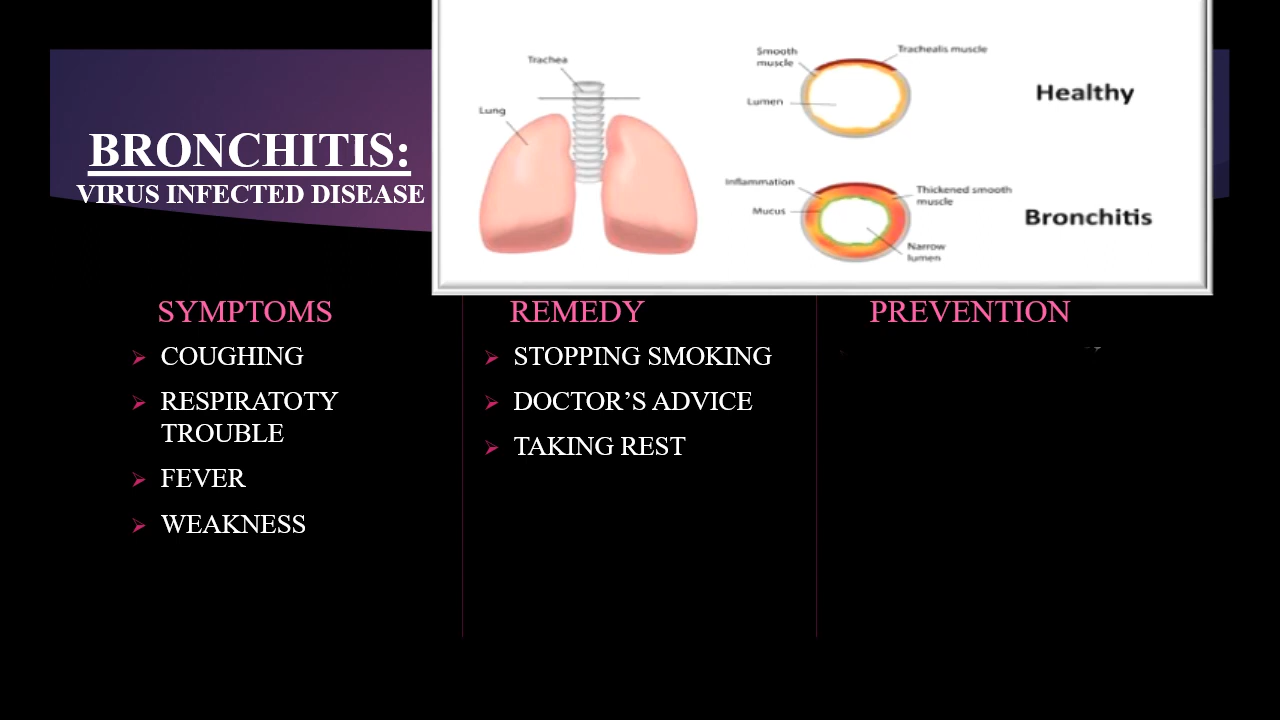 BRONCHITIS:
VIRUS INFECTED DISEASE
Trachea
Lung
Smooth
muscle
Trachealis muscle
Lumen
Healthy
Inflammation
Mucus
Thickened smooth
muscle
Narrow
lumen
Bronchitis
SYMPTOMS
COUGHING
RESPIRATOTY
TROUBLE
FEVER
WEAKNESS
REMEDY
STOPPING SMOKING
DOCTOR’S ADVICE
TAKING REST
PREVENTION